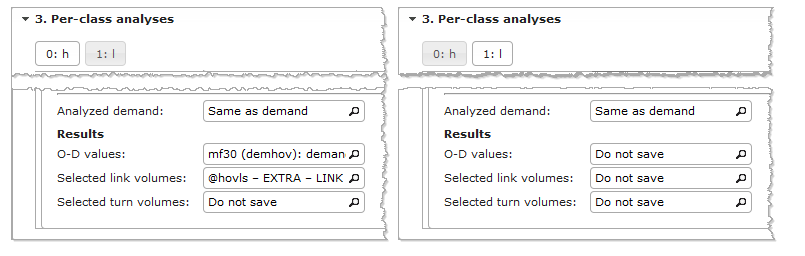 3. Per-class analyses
0: h 1: l
Analyzed demand: Same as demand
Results
O-D values: mf30 (demhov): deman
Selected link volumes: @hovls – EXTRA – LINK
Selected turn volumes: Do not save
3. Per-class analyses
0: h 1: l
Analyzed demand: Same as demand
Results
O-D values: Do not save
Selected link volumes: Do not save
Selected turn volumes: Do not save